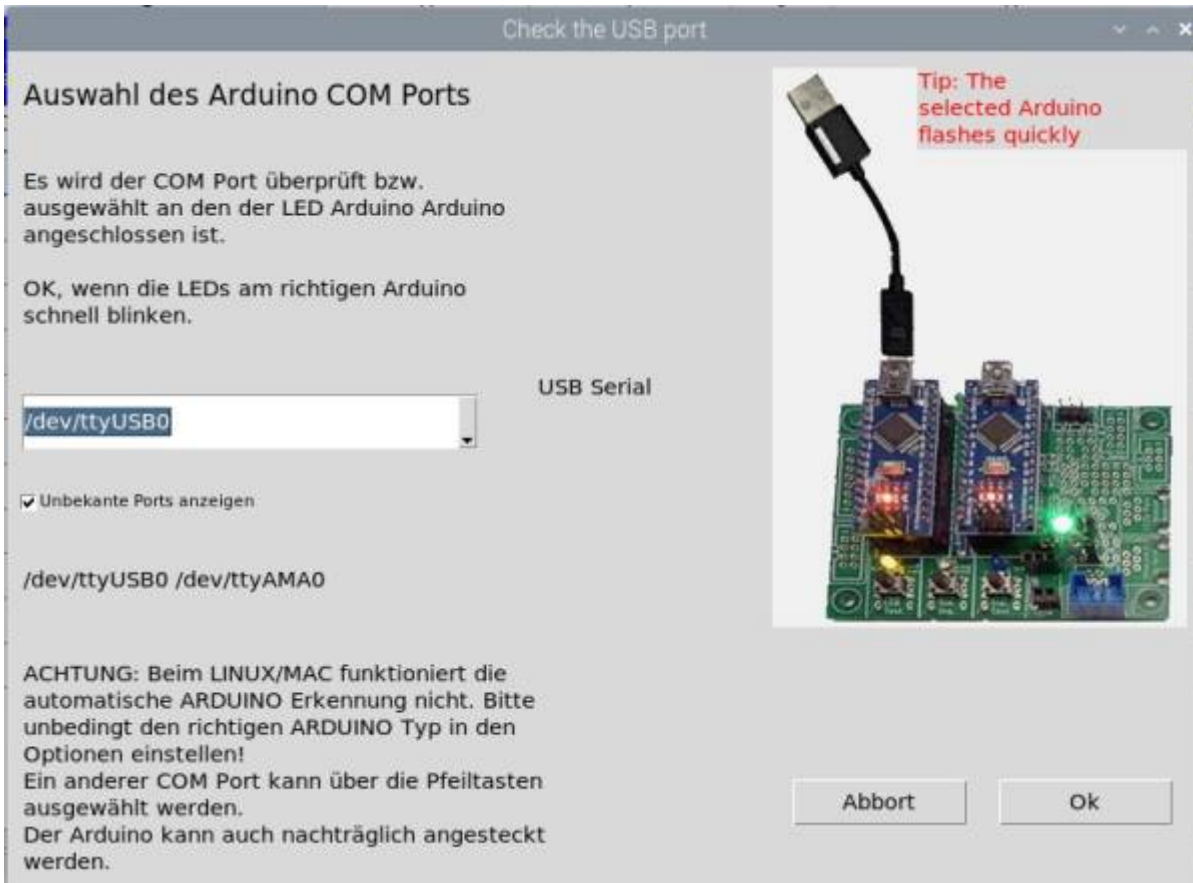 Check the USB port
Auswahl des Arduino COM Ports
Tip: The
selected Arduino
flashes quickly
Es wird der COM Port überprüft bzw.
ausgewählt an den der LED Arduino Arduino
angeschlossen ist.
OK, wenn die LEDs am richtigen Arduino
schnell blinken.
USB Serial
/dev/ttyUSB0
Unbekante Ports anzeigen
/dev/ttyUSB0 /dev/ttyAMA0
ACHTUNG: Beim LINUX/MAC funktioniert die
automatische ARDUINO Erkennung nicht. Bitte
unbedingt den richtigen ARDUINO Typ in den
Optionen einstellen!
Ein anderer COM Port kann über die Pfeiltasten
ausgewählt werden.
Der Arduino kann auch nachträglich angesteckt
werden.
Abbort
Ok